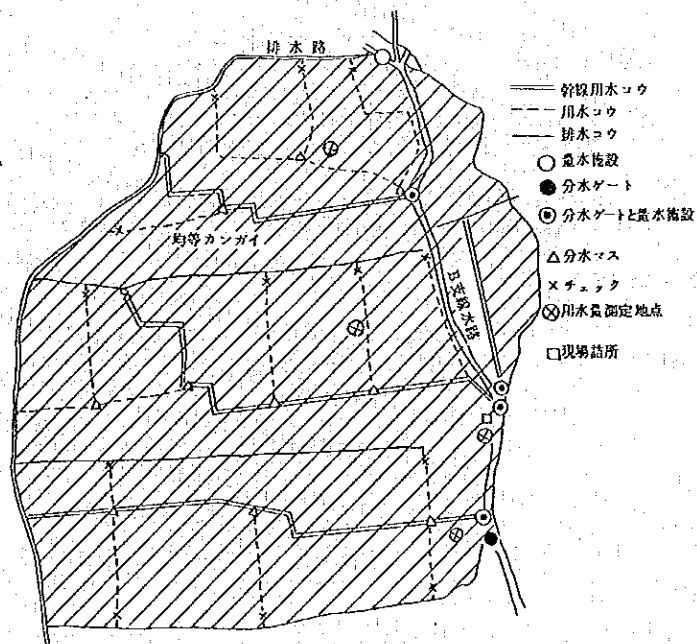 排水路
幹線用水コウ
用水コウ
排水コウ
量水施設
分水ゲート
分水ゲートと量水施設
分水マス
チェック
用水量測定地点
現場詰所
均等カンガイ
B支線水路